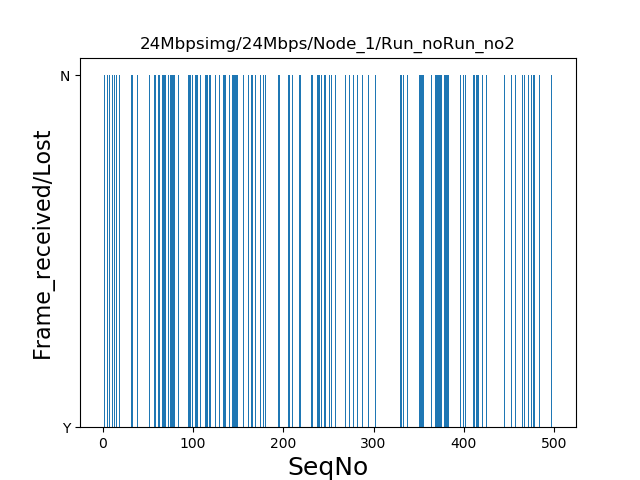 24Mbpsimg/24Mbps/Node_1/Run_noRun_no2
N
Frame_received/Lost
Y
0 100 200 300 400 500
SeqNo